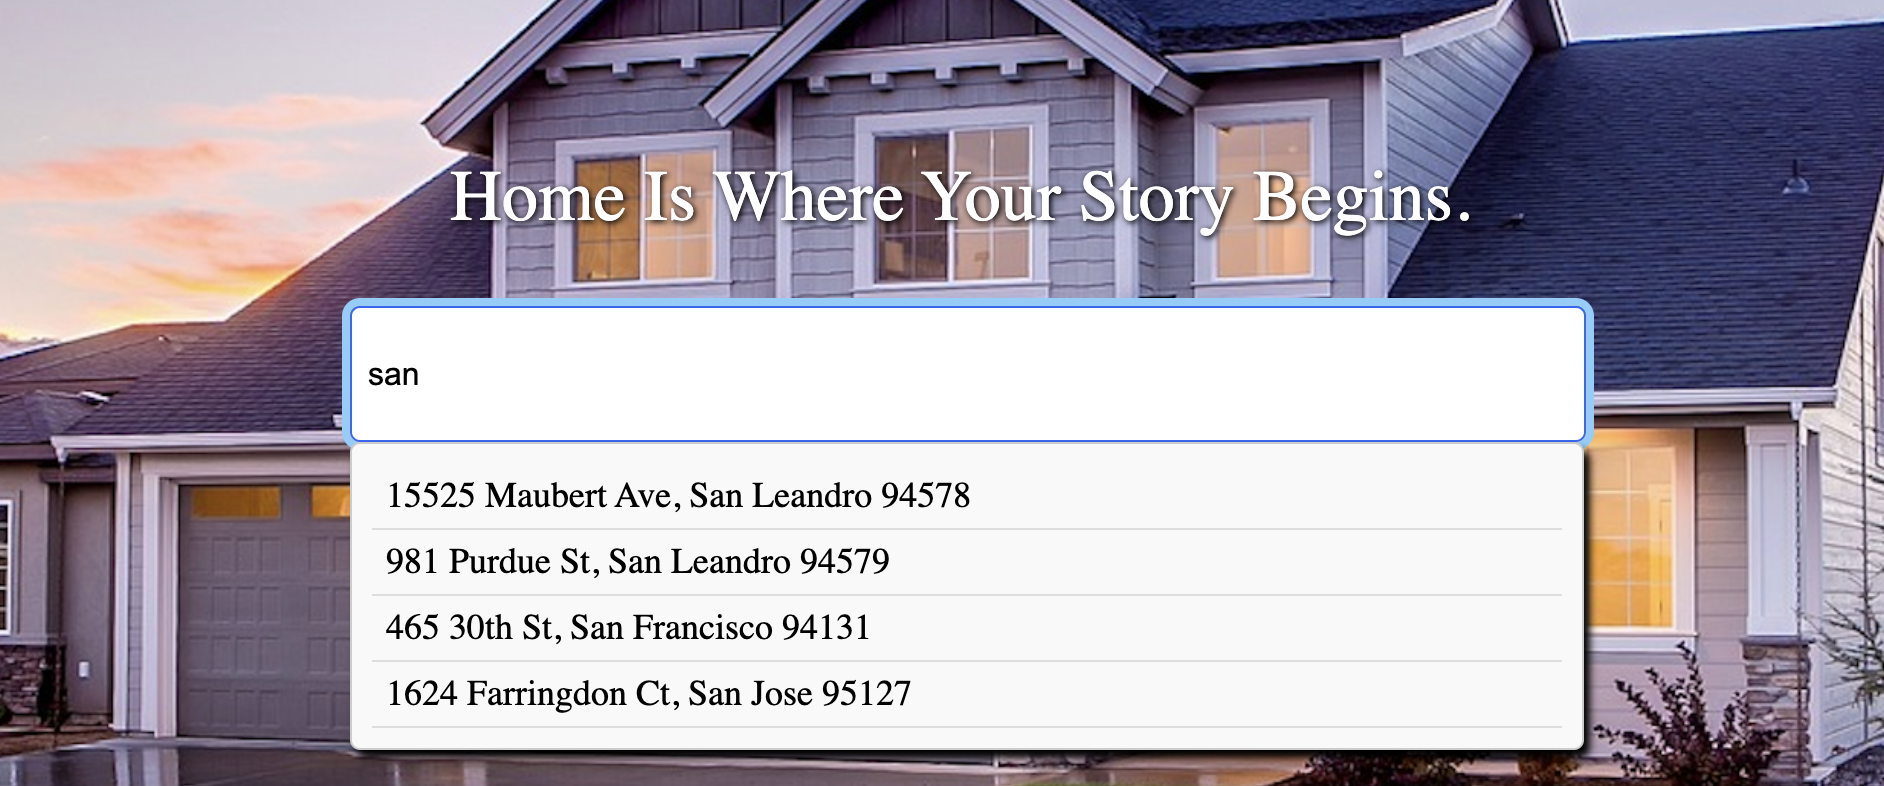 Home Is Where Your Story Begins.
san
15525 Maubert Ave, San Leandro 94578
981 Purdue St, San Leandro 94579
465 30th St, San Francisco 94131
1624 Farringdon Ct, San Jose 95127